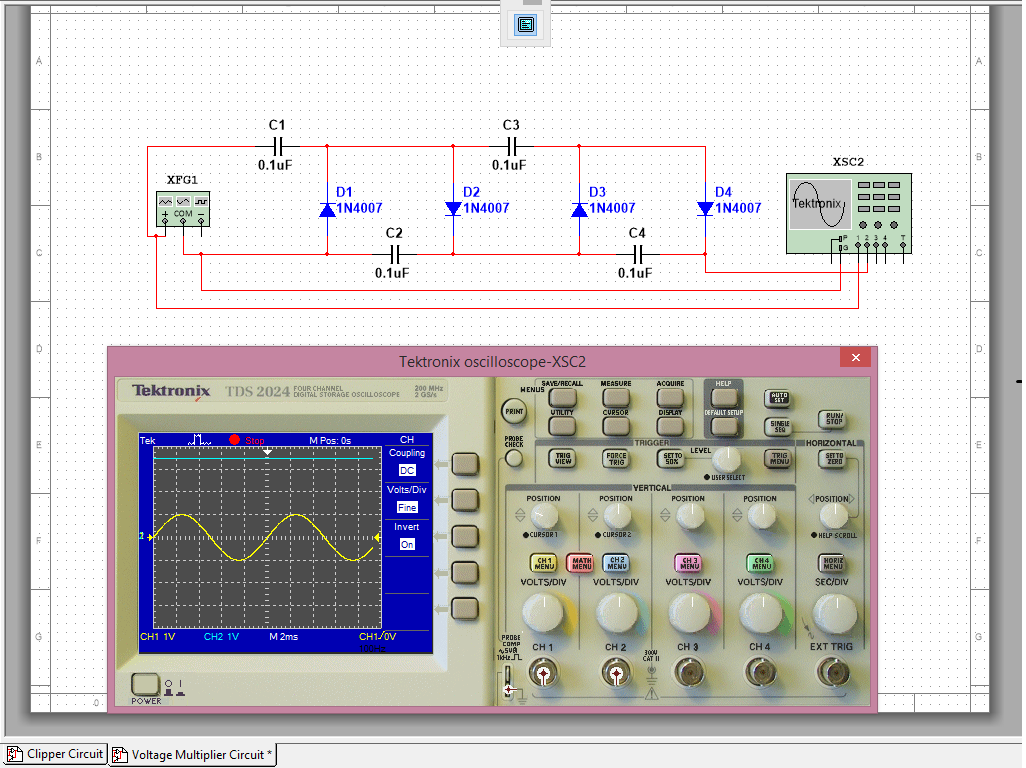 A A
C1 C3
0.1uF 0.1uF
B B
XFG1 XSC2
COM
+ −
D1 D2 D3 D4
1N4007 1N4007 1N4007 1N4007
Tektronix
P
G 1 2 3 4 T
C2 C4
0.1uF 0.1uF
C C
D D
Tektronix oscilloscope-XSC2
Tektronix TDS 2024 FOUR CHANNEL DIGITAL STORAGE OSCILLOSCOPE 200 MHz 2 GS/s
MENUS SAVE/RECALL MEASURE ACQUIRE HELP AUTO SET
PRINT UTILITY CURSOR DISPLAY DEFAULT SETUP SINGLE SEQ RUN/STOP
Tek Stop M Pos: 0s CH
Coupling
DC
Volts/Div
Fine
Invert
On
PROBE CHECK
TRIGGER HORIZONTAL
TRIG VIEW FORCE TRIG SET TO 50% LEVEL TRIG MENU SET TO ZERO
USER SELECT
VERTICAL
POSITION POSITION POSITION POSITION POSITION
CURSOR 1 CURSOR 2 HELP SCROLL
CH 1 MENU MATH MENU CH 2 MENU CH 3 MENU CH 4 MENU HORIZ MENU
VOLTS/DIV VOLTS/DIV VOLTS/DIV VOLTS/DIV SEC/DIV
CH1 1V CH2 1V M 2ms CH1 / 0V
PROBE COMP ~5V 1kHz
CH 1 CH 2 300V CAT II CH 3 CH 4 EXT TRIG
POWER
E E
F F
G G
0
Clipper Circuit Voltage Multiplier Circuit *